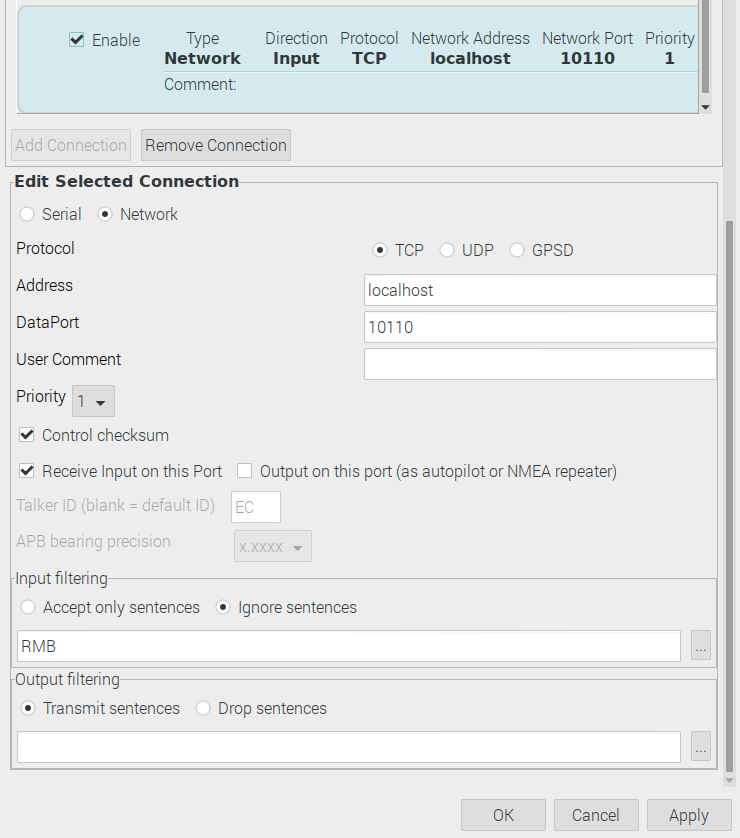 Enable
Type Direction Protocol Network Address Network Port Priority
Network Input TCP localhost 10110 1
Comment:
Add Connection Remove Connection
Edit Selected Connection
Serial Network
Protocol TCP UDP GPSD
Address localhost
DataPort 10110
User Comment
Priority 1
Control checksum
Receive Input on this Port Output on this port (as autopilot or NMEA repeater)
Talker ID (blank = default ID) EC
APB bearing precision x.xxxx
Input filtering
Accept only sentences Ignore sentences
RMB ...
Output filtering
Transmit sentences Drop sentences
...
OK Cancel Apply